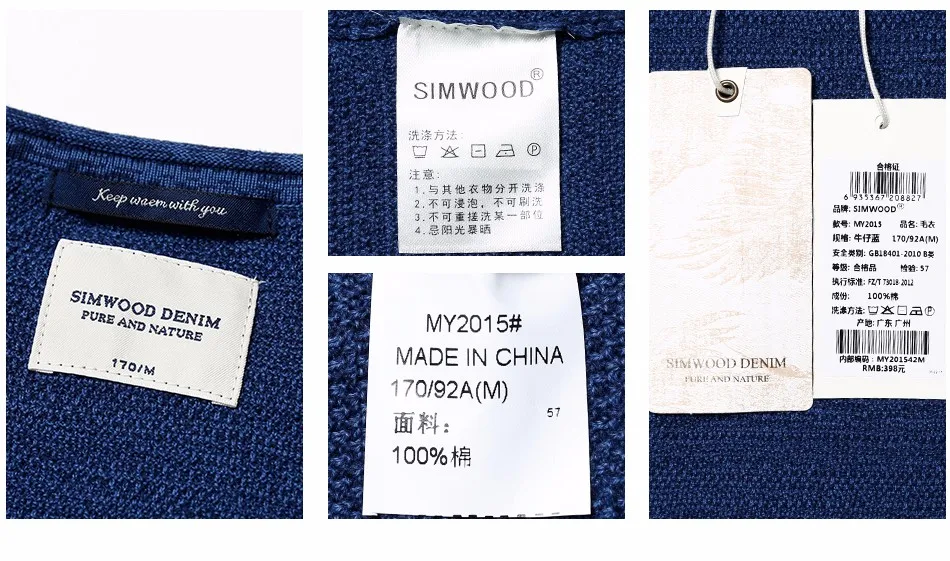 Keep warm with you
SIMWOOD DENIM
PURE AND NATURE
170/M
SIMWOOD®
洗涤方法:
注意:
1.与其他衣物分开洗涤
2.不可浸泡,不可刷洗
3.不可重搓洗某一部位
4.忌阳光暴晒
MY2015#
MADE IN CHINA
170/92A(M)
57
面料:
100%棉
SIMWOOD DENIM
PURE AND NATURE
合格证
6 935367 208827
品牌: SIMWOOD®
款号: MY2015 品名: 毛衣
规格: 牛仔蓝 170/92A(M)
安全类别: GB18401-2010 B类
等级: 合格品 检验: 57
执行标准: FZ/T 73018-2012
成份: 100%棉
洗涤方法:
产地: 广东 广州
内部编码: MY201542M
RMB:398元